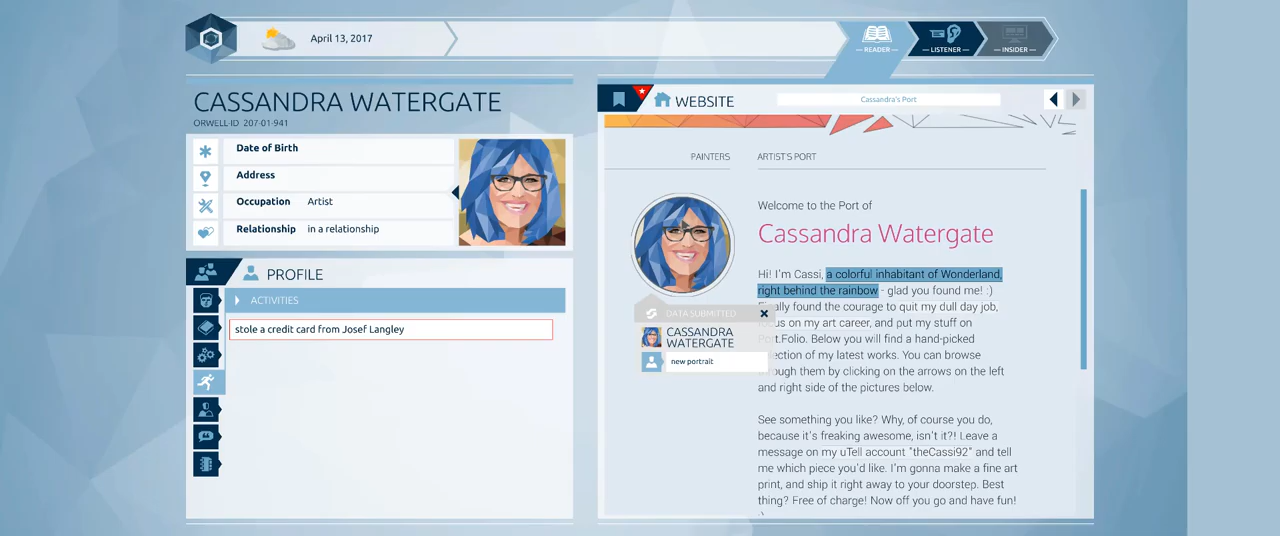 April 13, 2017
— READER —
— LISTENER —
— INSIDER —
CASSANDRA WATERGATE
ORWELL-ID 207-01-941
Date of Birth
Address
Occupation Artist
Relationship in a relationship
PROFILE
ACTIVITIES
stole a credit card from Josef Langley
WEBSITE
Cassandra's Port
PAINTERS
ARTIST'S PORT
Welcome to the Port of
Cassandra Watergate
Hi! I'm Cassi, a colorful inhabitant of Wonderland,
right behind the rainbow - glad you found me! :)
Finally found the courage to quit my dull day job,
focus on my art career, and put my stuff on
Port.Folio. Below you will find a hand-picked
selection of my latest works. You can browse
through them by clicking on the arrows on the left
and right side of the pictures below.
DATA SUBMITTED
CASSANDRA
WATERGATE
new portrait
See something you like? Why, of course you do,
because it's freaking awesome, isn't it?! Leave a
message on my uTell account "theCassi92" and tell
me which piece you'd like. I'm gonna make a fine art
print, and ship it right away to your doorstep. Best
thing? Free of charge! Now off you go and have fun!